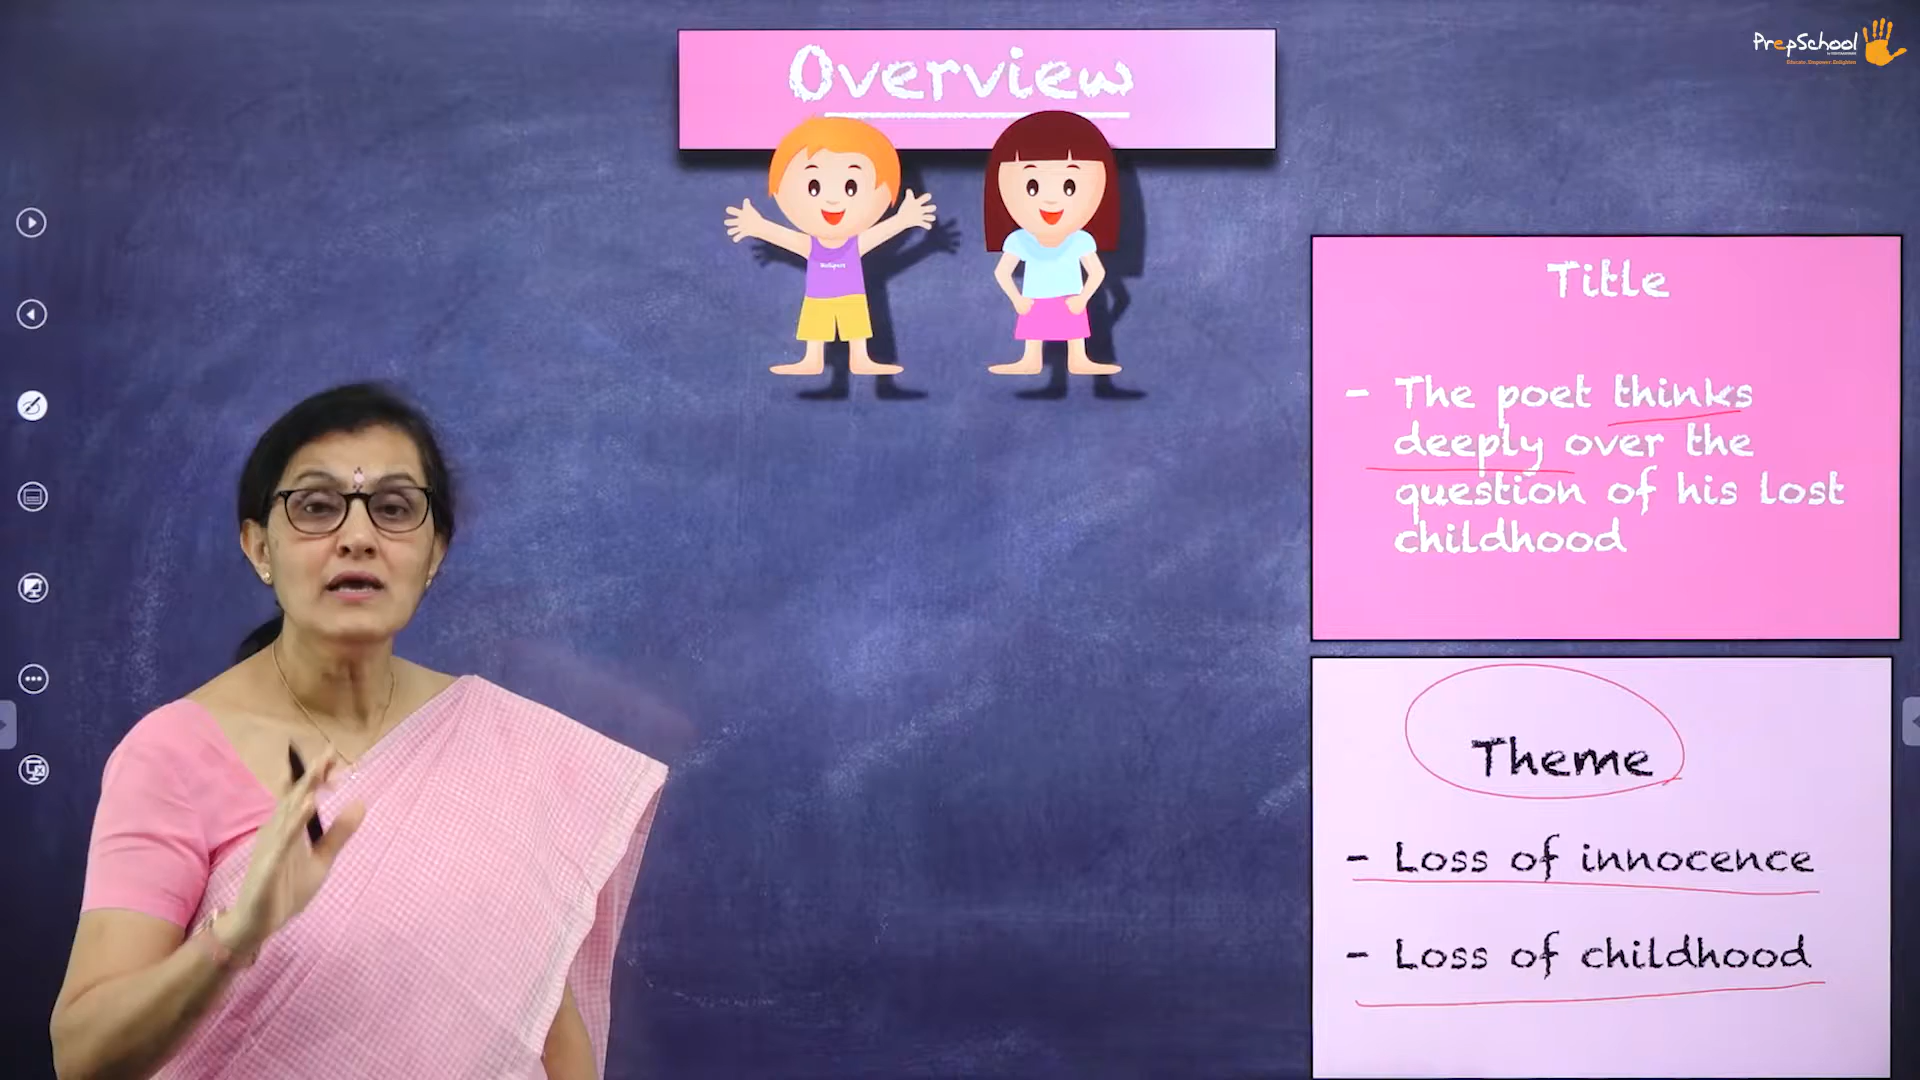 Overview
PrepSchool
Title
- The poet thinks
deeply over the
question of his lost
childhood
Theme
- Loss of innocence
- Loss of childhood